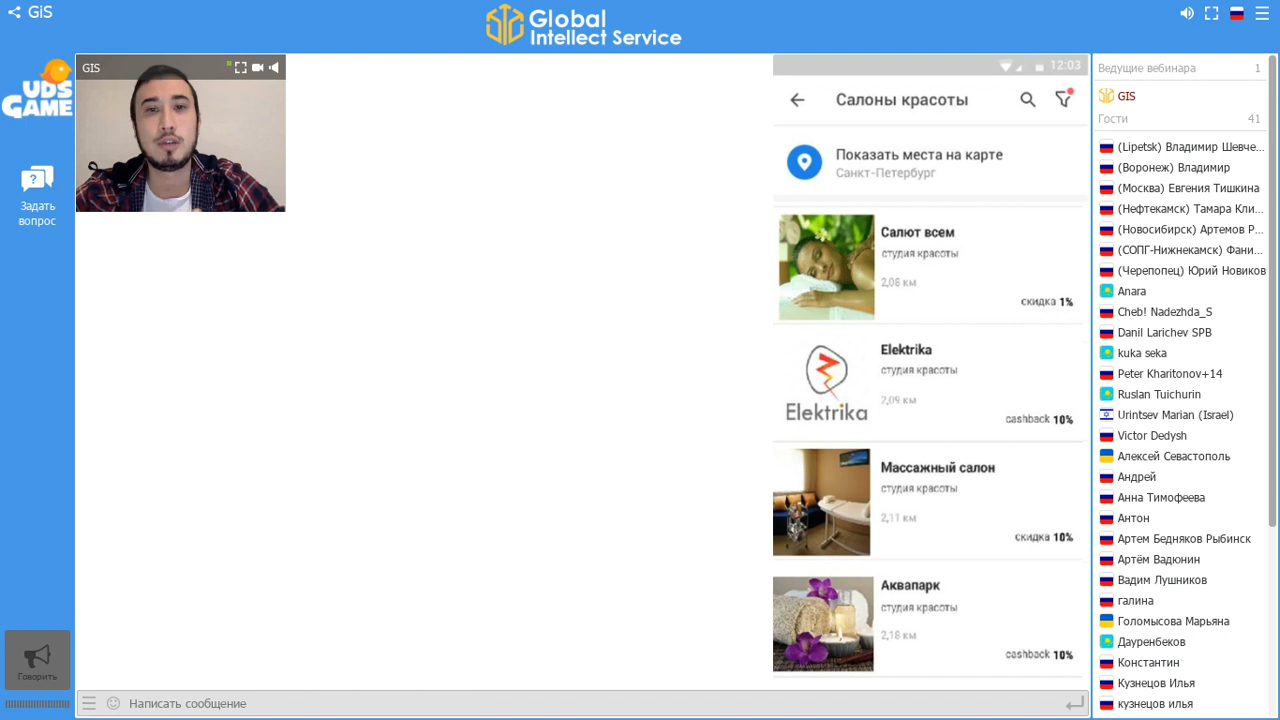 GiS
Global
Intellect Service
UDS
GAME
Задать
вопрос
Говорить
GIS
12:03
Салоны красоты
Показать места на карте
Санкт-Петербург
Салют всем
студия красоты
2,08 км
скидка 1%
Elektrika
Elektrika
студия красоты
2,09 км
cashback 10%
Массажный салон
студия красоты
2,11 км
скидка 10%
Аквапарк
студия красоты
2,18 км
cashback 10%
Написать сообщение
Ведущие вебинара 1
GIS
Гости 41
(Lipetsk) Владимир Шевче...
(Воронеж) Владимир
(Москва) Евгения Тишкина
(Нефтекамск) Тамара Кли...
(Новосибирск) Артемов Р...
(СОПГ-Нижнекамск) Фани...
(Череповец) Юрий Новиков
Anara
Cheb! Nadezhda_S
Danil Larichev SPB
kuka seka
Peter Kharitonov+14
Ruslan Tuichurin
Urintsev Marian (Israel)
Victor Dedysh
Алексей Севастополь
Андрей
Анна Тимофеева
Антон
Артем Бедняков Рыбинск
Артём Вадюнин
Вадим Лушников
галина
Голомысова Марьяна
Дауренбеков
Константин
Кузнецов Илья
кузнецов илья